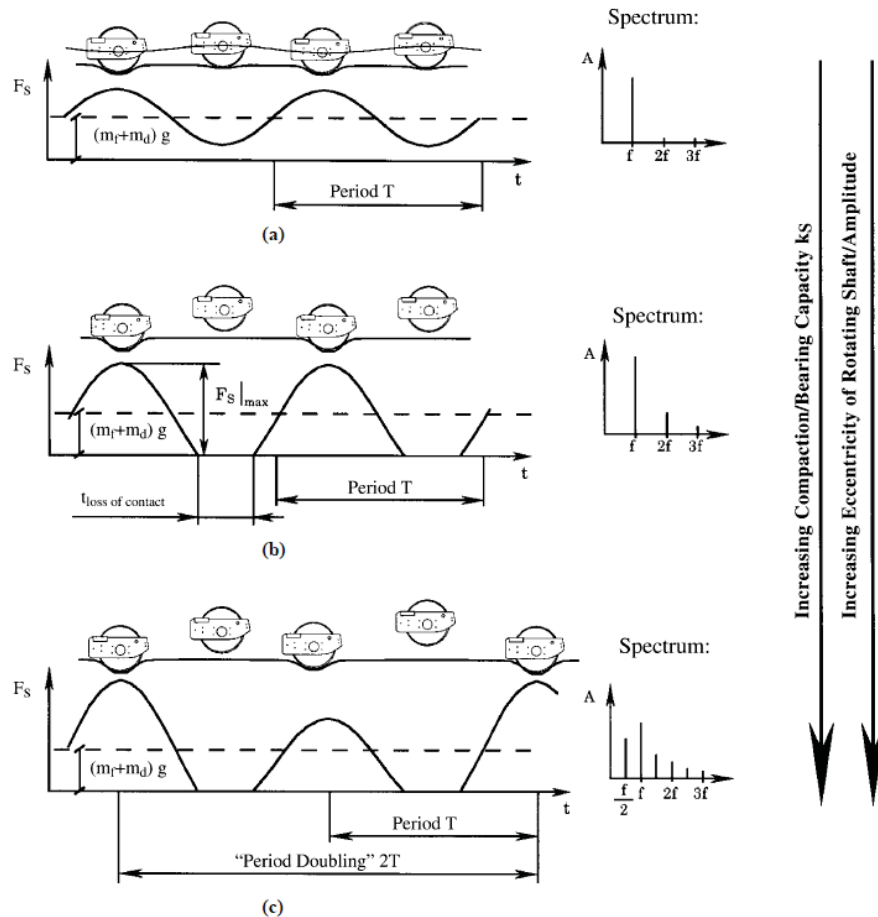 Spectrum:
Fs
A
(mf+md) g
f 2f 3f
t
Period T
(a)
Spectrum:
Fs
A
Fs|max
(mf+md) g
f 2f 3f
t
Period T
tloss of contact
(b)
Spectrum:
Fs
A
(mf+md) g
f/2 f 2f 3f
t
Period T
“Period Doubling” 2T
(c)
Increasing Compaction/Bearing Capacity kS
Increasing Eccentricity of Rotating Shaft/Amplitude